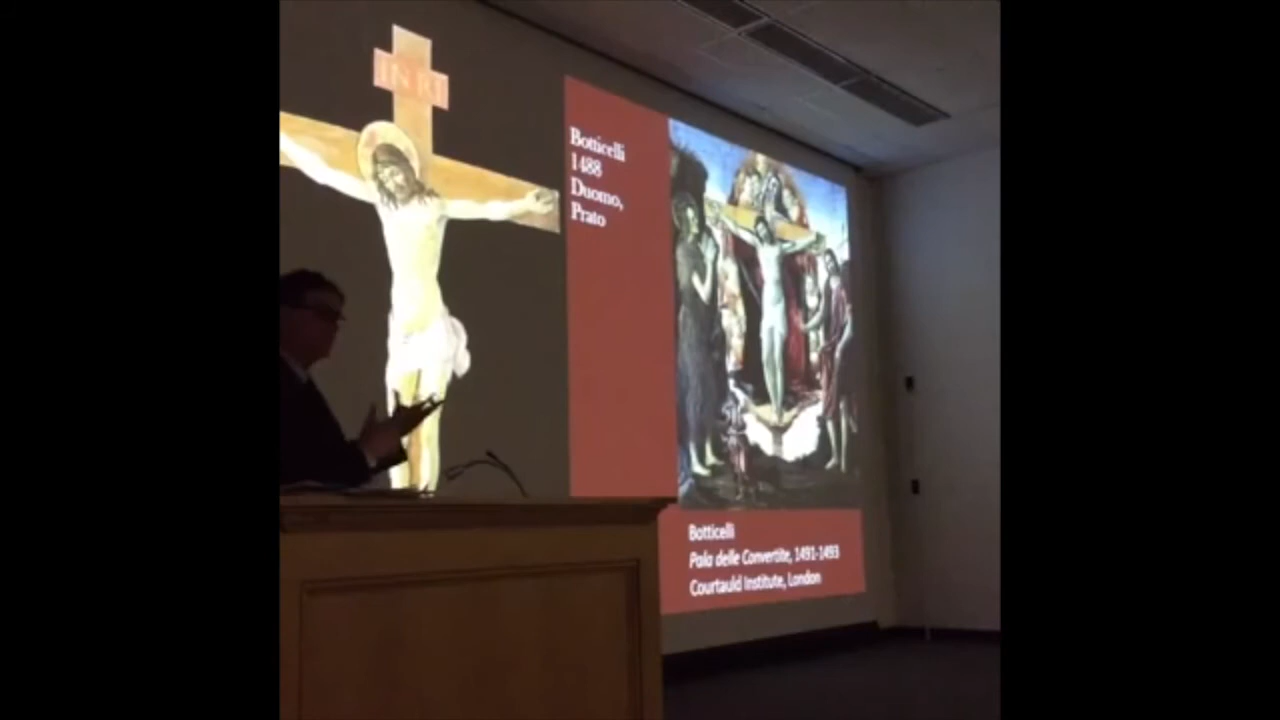 INRI
Botticelli
1488
Duomo,
Prato
Botticelli
Pala delle Convertite, 1491-1493
Courtauld Institute, London